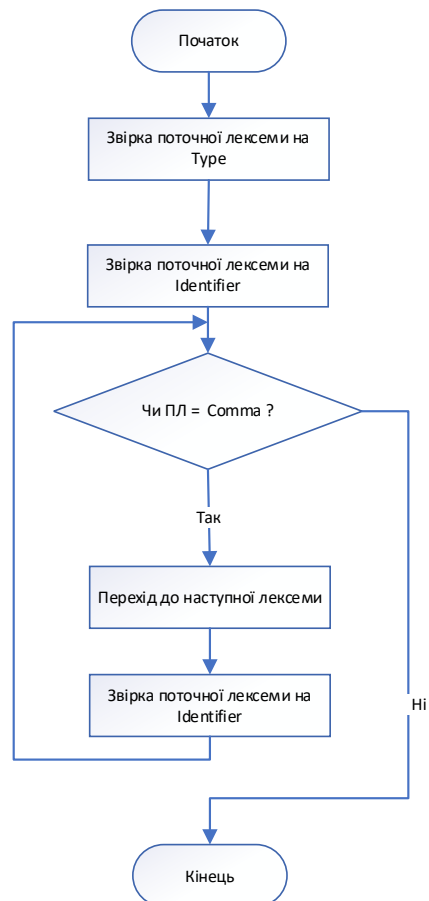 Початок
Звірка поточної лексеми на
Type
Звірка поточної лексеми на
Identifier
Чи ПЛ = Comma ?
Так
Перехід до наступної лексеми
Звірка поточної лексеми на
Identifier
Ні
Кінець